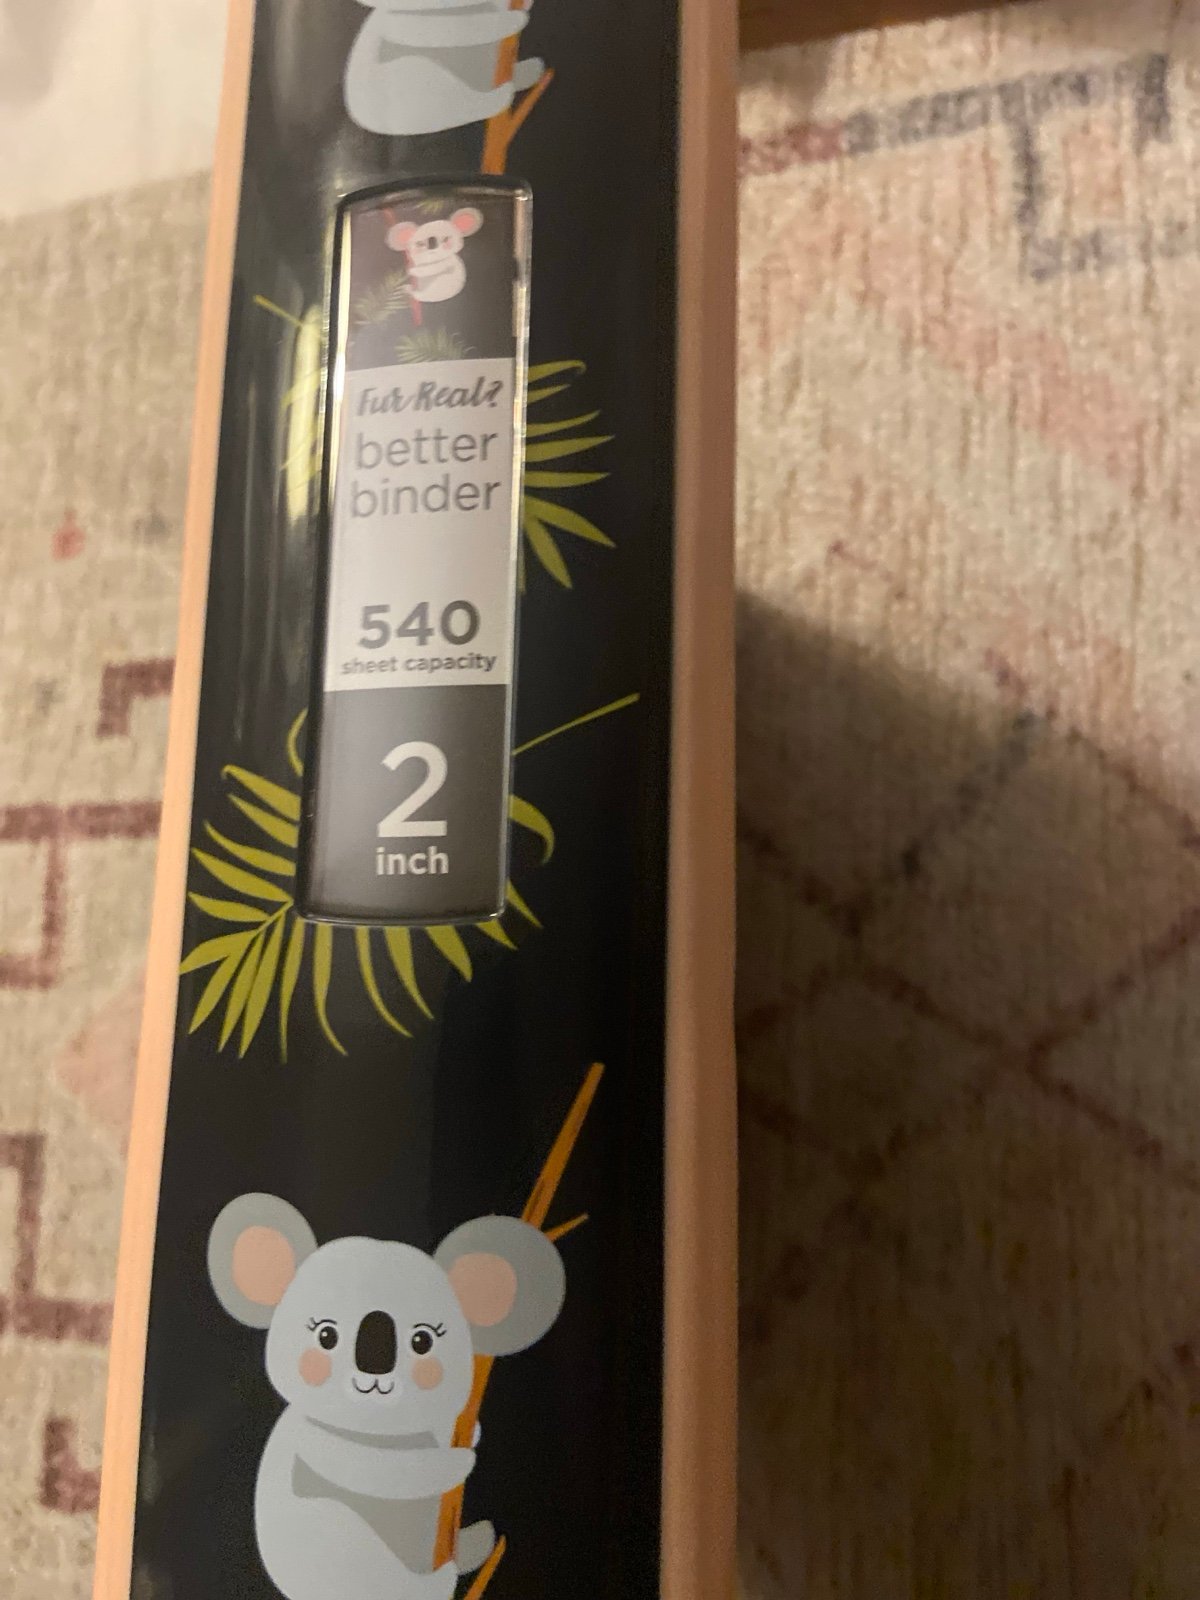 Fur Real?
better
binder
540
sheet capacity
2
inch